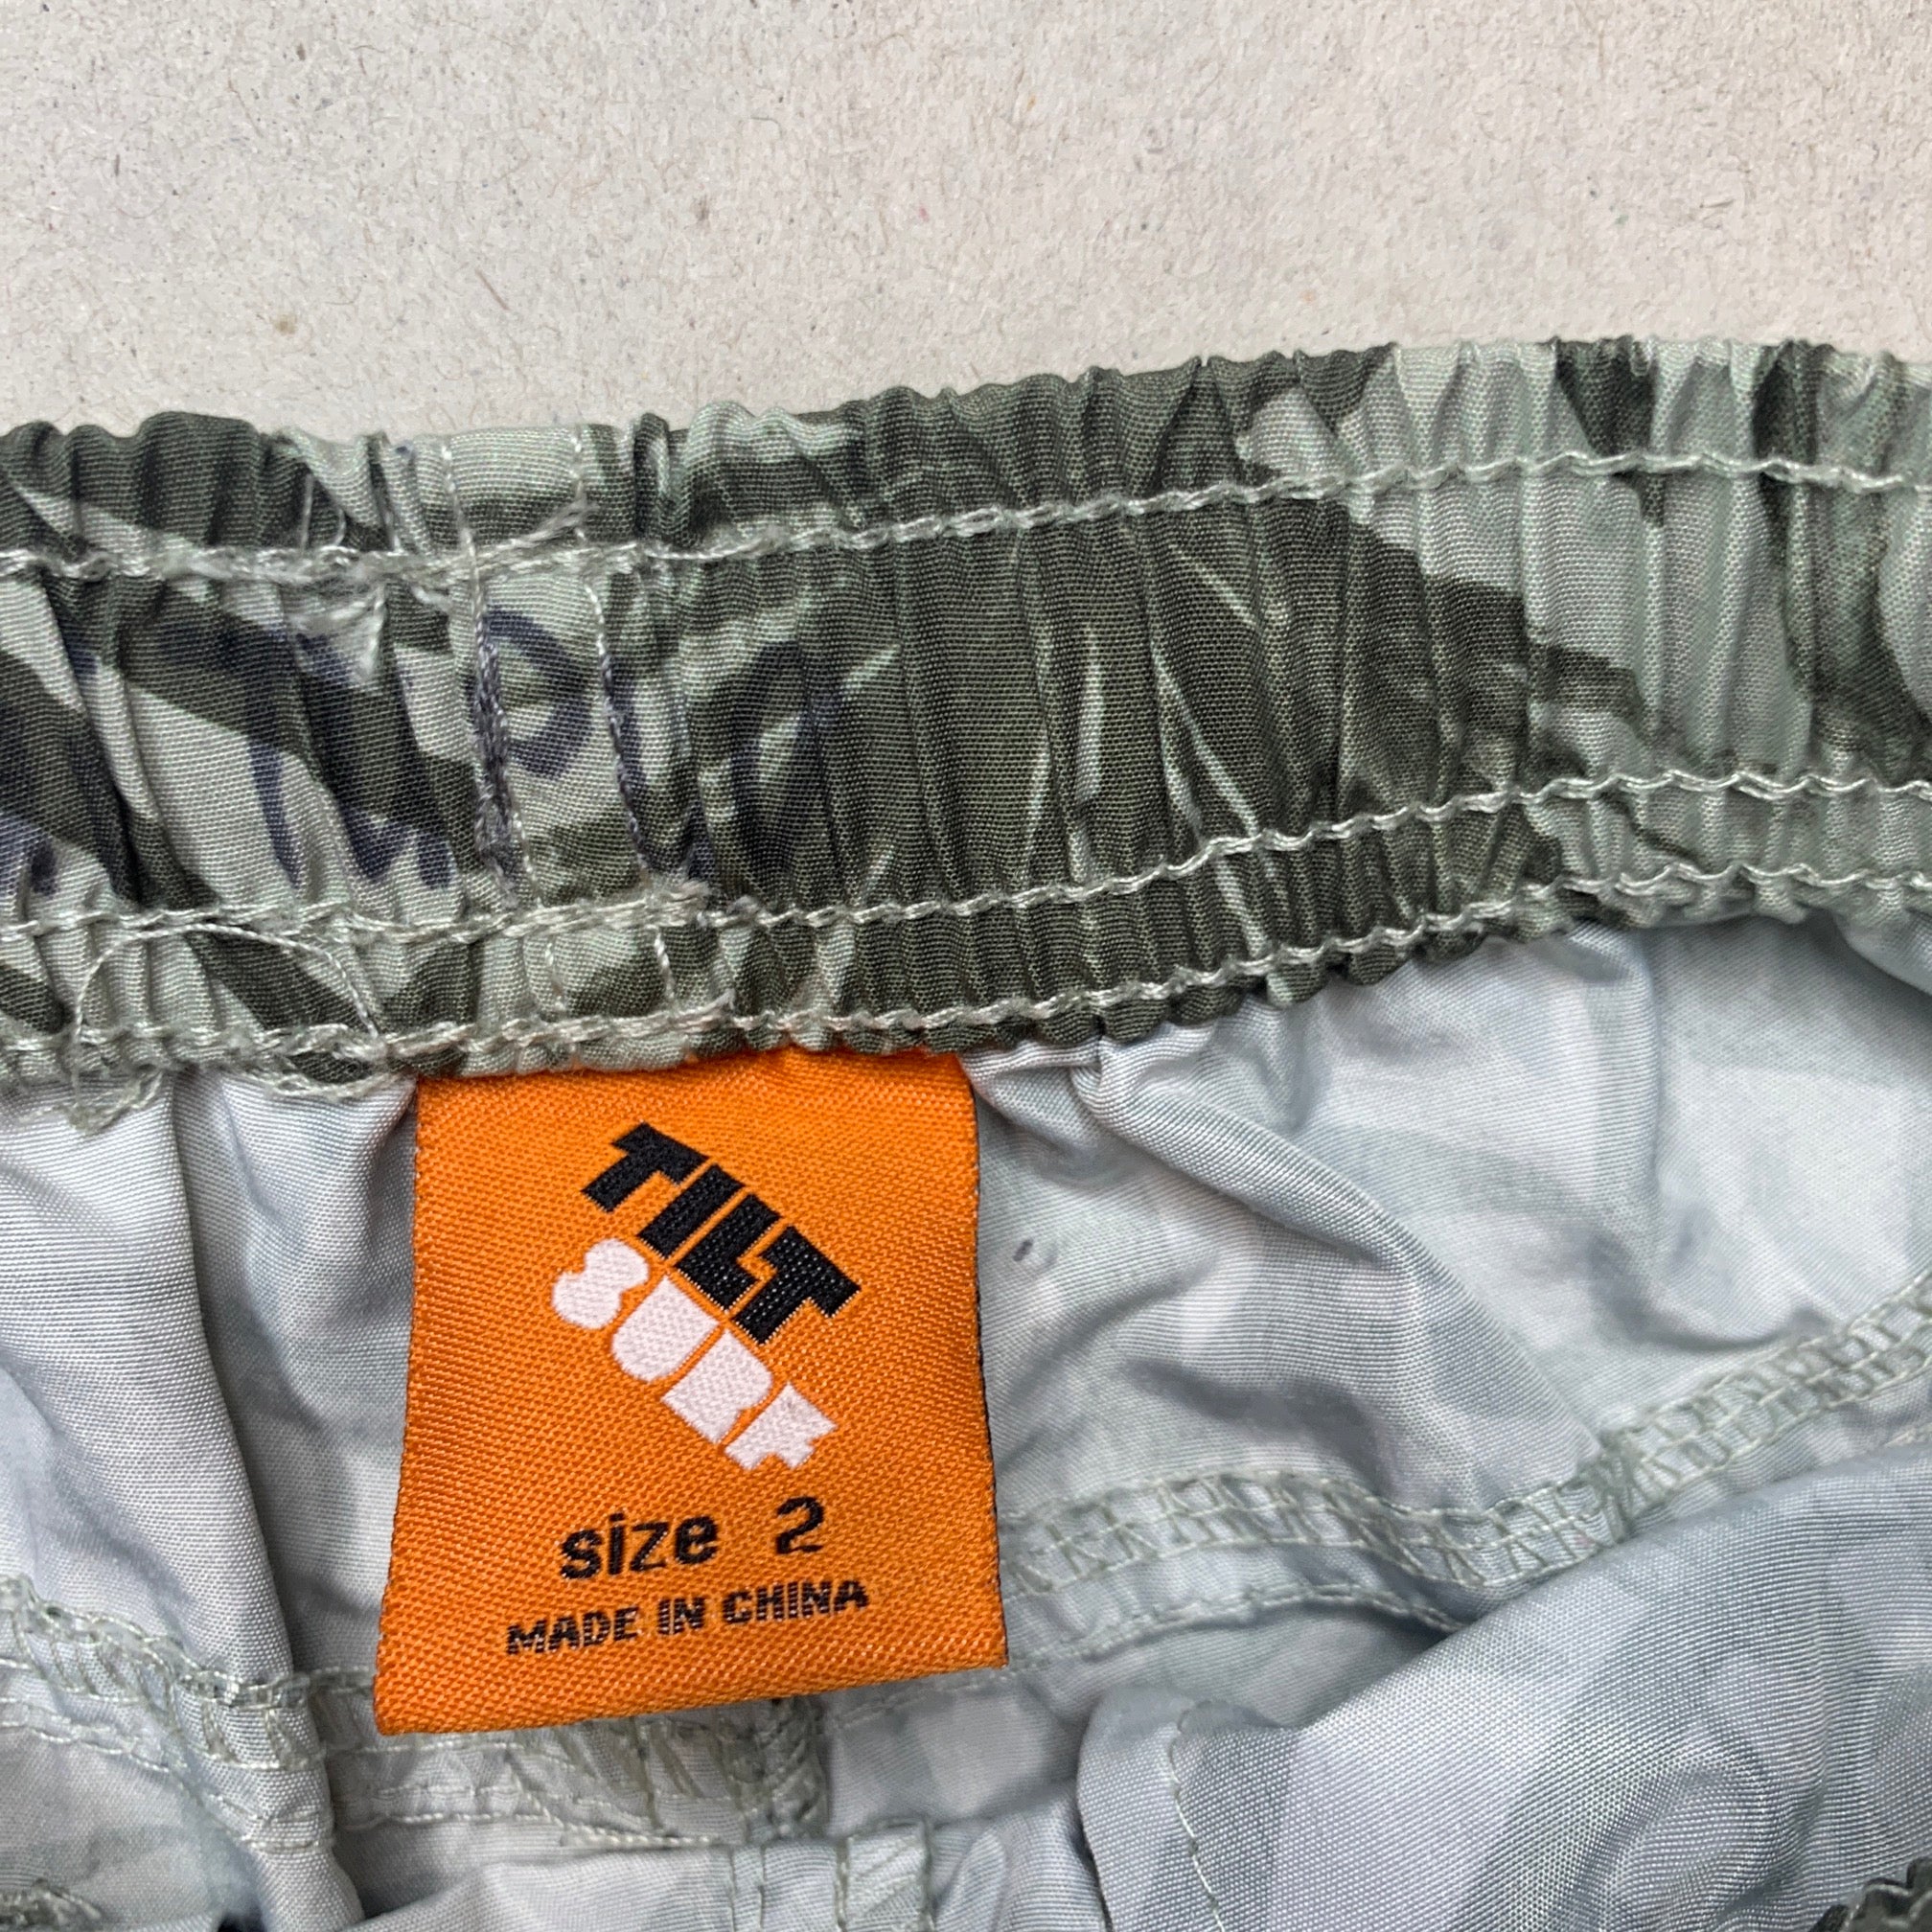 TILT
SURF
size 2
MADE IN CHINA